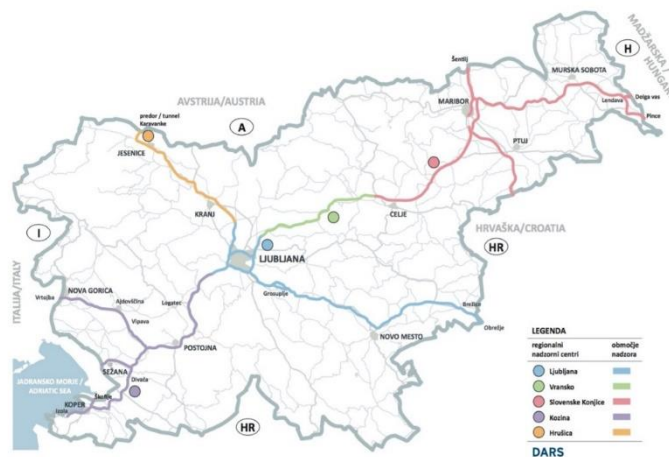 MADŽARSKA /
HUNGARY
H
Šentilj
MURSKA SOBOTA
AVSTRIJA/AUSTRIA
MARIBOR
Lendava
Dolga vas
Pince
predor / tunnel
Karavanke
A
JESENICE
PTUJ
KRANJ
CELJE
I
HRVAŠKA/CROATIA
HR
LJUBLJANA
ITALIJA/ITALY
NOVA GORICA
Vrtojba
Ajdovščina
Logatec
Grosuplje
Vipava
Brežice
Obrežje
POSTOJNA
NOVO MESTO
SEŽANA
JADRANSKO MORJE /
ADRIATIC SEA
Divača
KOPER
Škofije
Izola
HR
LEGENDA
regionalni
nadzorni centri
območje
nadzora
Ljubljana
Vransko
Slovenske Konjice
Kozina
Hrušica
DARS